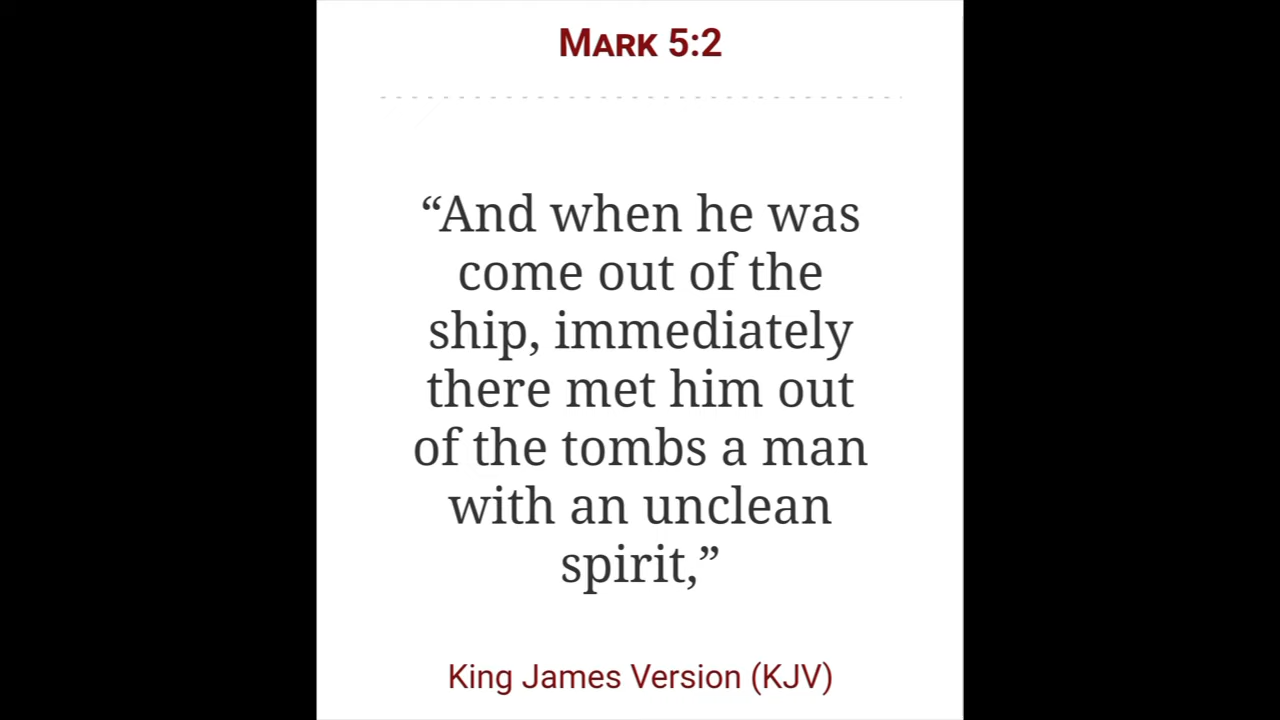 Mark 5:2
“And when he was
come out of the
ship, immediately
there met him out
of the tombs a man
with an unclean
spirit,”
King James Version (KJV)